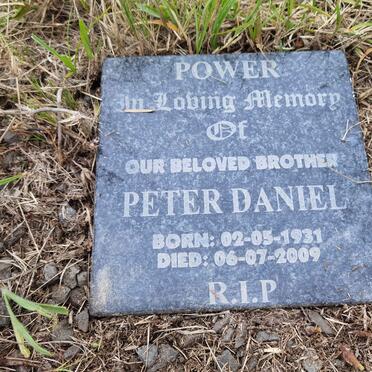 POWER
In Loving Memory
Of
OUR BELOVED BROTHER
PETER DANIEL
BORN: 02-05-1931
DIED: 06-07-2009
R.I.P